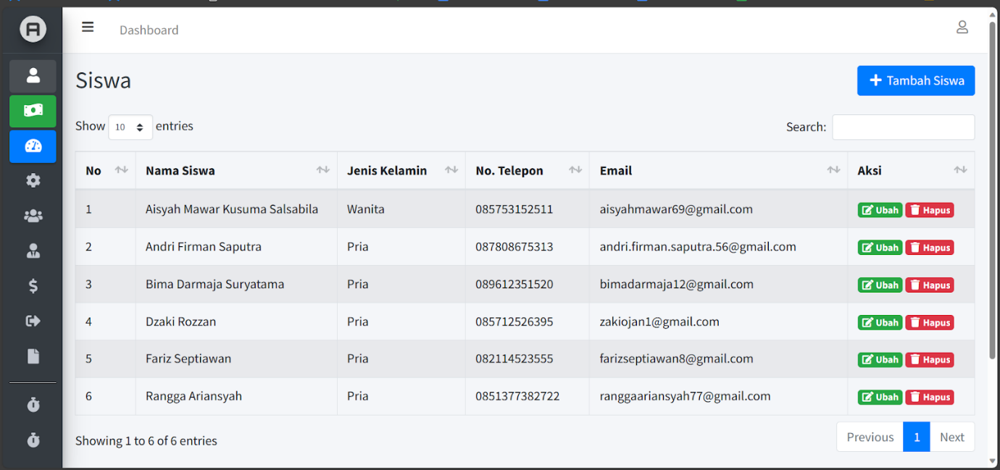 A
Dashboard
Siswa
Tambah Siswa
Show 10 entries
Search:
No Nama Siswa Jenis Kelamin No. Telepon Email Aksi
1 Aisyah Mawar Kusuma Salsabila Wanita 085753152511 aisyahmawar69@gmail.com Ubah Hapus
2 Andri Firman Saputra Pria 087808675313 andri.firman.saputra.56@gmail.com Ubah Hapus
3 Bima Darmaja Suryatama Pria 089612351520 bimadarmaja12@gmail.com Ubah Hapus
4 Dzaki Rozzan Pria 085712526395 zakiojan1@gmail.com Ubah Hapus
5 Fariz Septiawan Pria 082114523555 farizseptiawan8@gmail.com Ubah Hapus
6 Rangga Ariansyah Pria 0851377382722 ranggaariansyah77@gmail.com Ubah Hapus
Showing 1 to 6 of 6 entries
Previous 1 Next